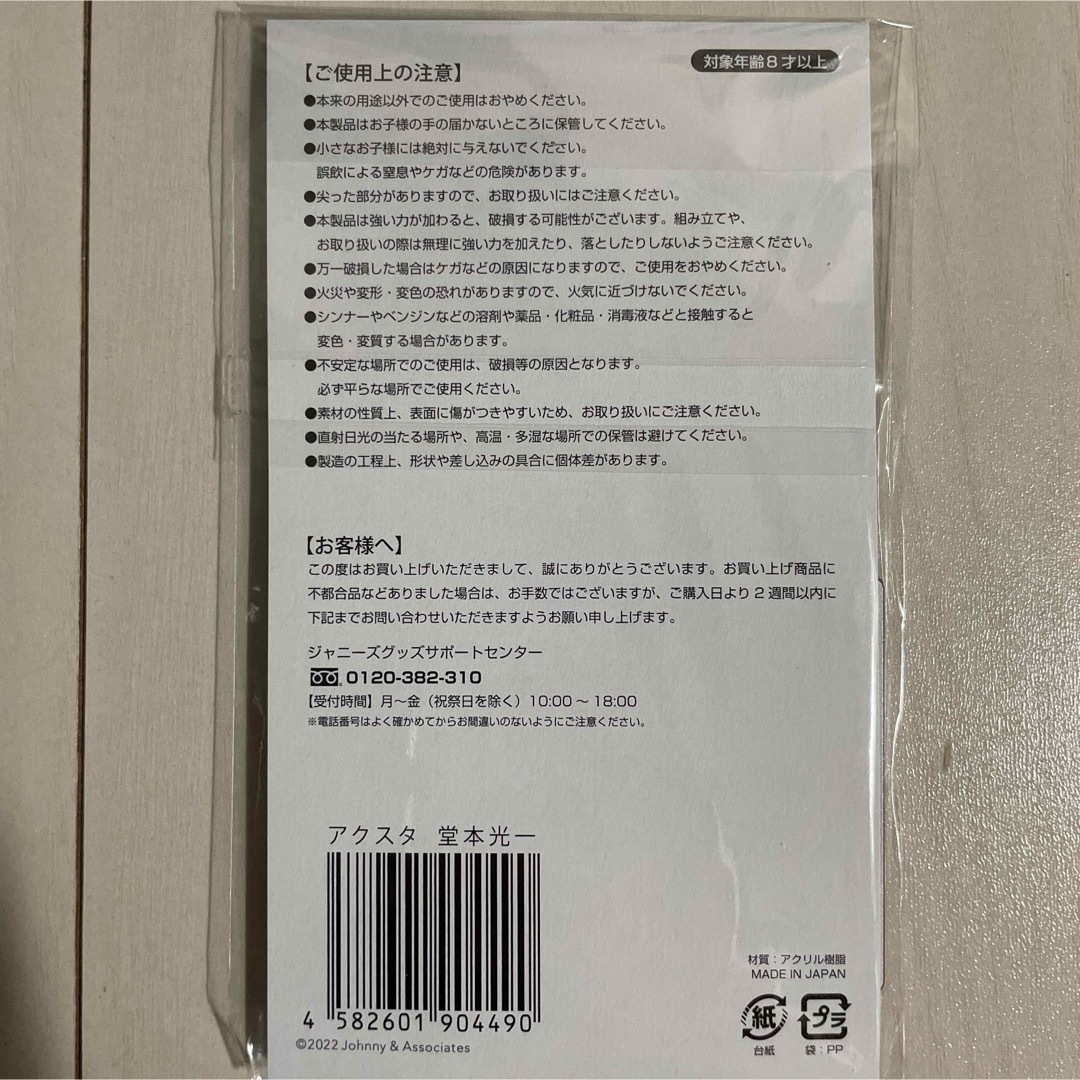 対象年齢8才以上
【ご使用上の注意】
●本来の用途以外でのご使用はおやめください。
●本製品はお子様の手の届かないところに保管してください。
●小さなお子様には絶対に与えないでください。
誤飲による窒息やケガなどの危険があります。
●尖った部分がありますので、お取り扱いにはご注意ください。
●本製品は強い力が加わると、破損する可能性がございます。組み立てや、
お取り扱いの際は無理に強い力を加えたり、落としたりしないようご注意ください。
●万一破損した場合はケガなどの原因になりますので、ご使用をおやめください。
●火災や変形・変色の恐れがありますので、火気に近づけないでください。
●シンナーやベンジンなどの溶剤や薬品・化粧品・消毒液などと接触すると
変色・変質する場合があります。
●不安定な場所でのご使用は、破損等の原因となります。
必ず平らな場所でご使用ください。
●素材の性質上、表面に傷がつきやすいため、お取り扱いにご注意ください。
●直射日光の当たる場所や、高温・多湿な場所での保管は避けてください。
●製造の工程上、形状や差し込みの具合に個体差があります。
【お客様へ】
この度はお買い上げいただきまして、誠にありがとうございます。お買い上げ商品に
不都合品などありました場合は、お手数ではございますが、ご購入日より2週間以内に
下記までお問い合わせいただきますようお願い申し上げます。
ジャニーズグッズサポートセンター
0120-382-310
【受付時間】月～金（祝祭日を除く）10:00～18:00
※電話番号はよく確かめてからお間違いのないようにご注意ください。
アクスタ 堂本光一
4 582601 904490
©2022 Johnny & Associates
材質：アクリル樹脂
MADE IN JAPAN
紙 プラ
台紙 袋：PP